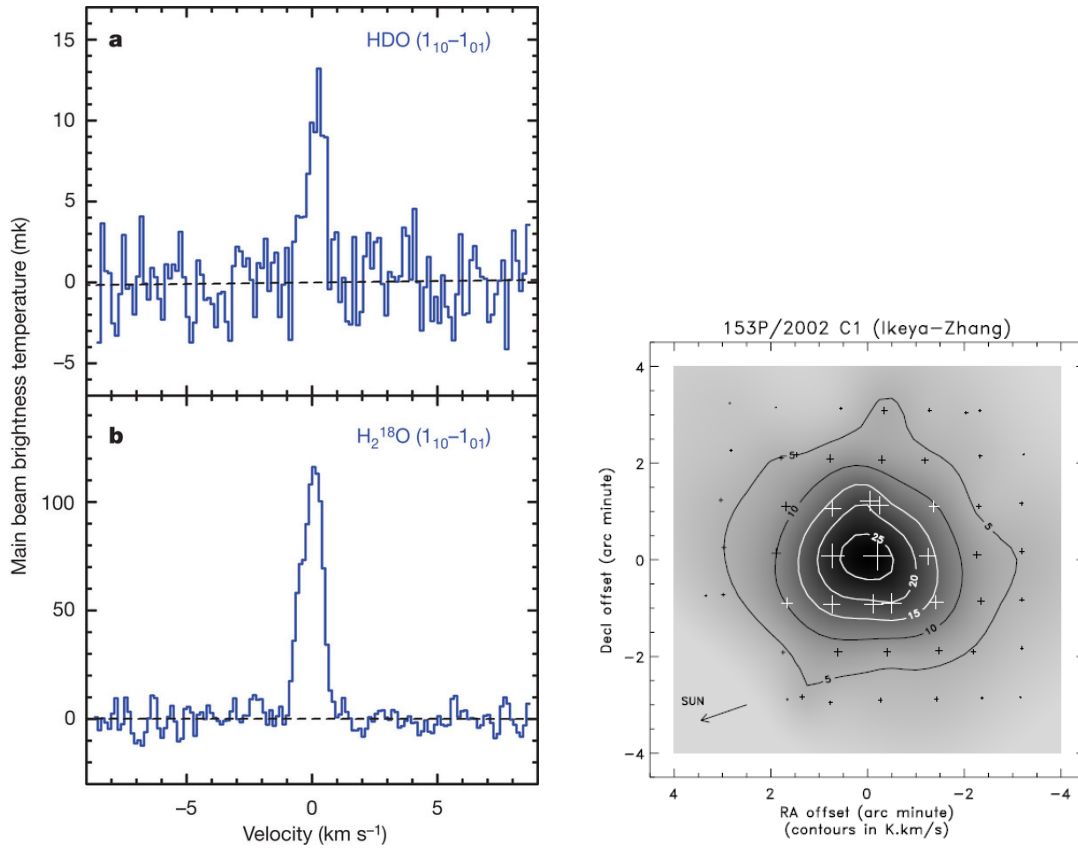 a
HDO (1₁₀–1₀₁)
15
10
5
0
−5
Main beam brightness temperature (mk)
b
H₂¹⁸O (1₁₀–1₀₁)
100
50
0
−5 0 5
Velocity (km s⁻¹)
153P/2002 C1 (Ikeya−Zhang)
4
2
0
−2
−4
Decl offset (arc minute)
5
5
10
25
20
15
10
5
SUN
4 2 0 −2 −4
RA offset (arc minute)
(contours in K.km/s)